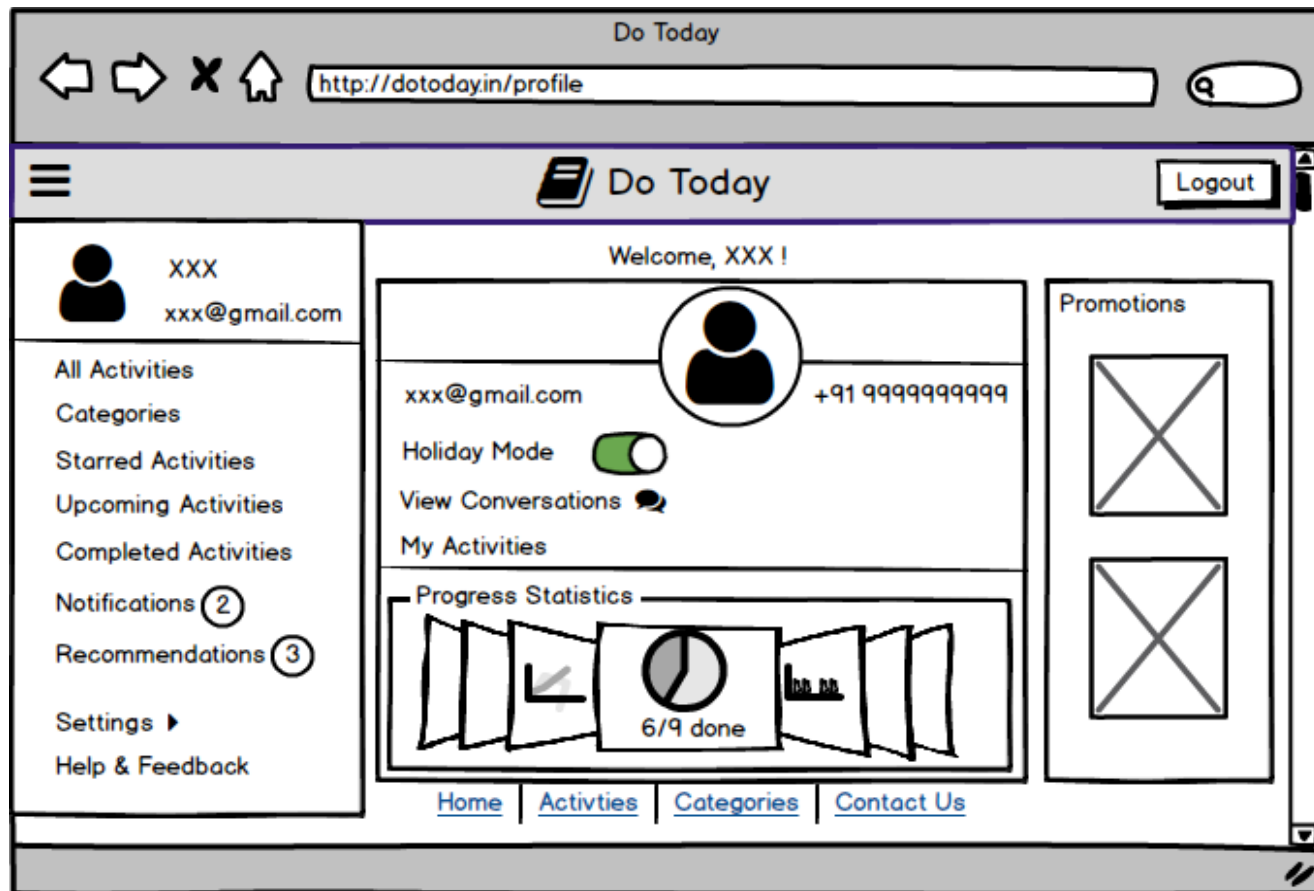 Do Today
http://dotoday.in/profile
Do Today
Logout
XXX
xxx@gmail.com
All Activities
Categories
Starred Activities
Upcoming Activities
Completed Activities
Notifications 2
Recommendations 3
Settings
Help & Feedback
Welcome, XXX !
xxx@gmail.com
+91 9999999999
Holiday Mode
View Conversations
My Activities
Progress Statistics
6/9 done
Promotions
Home Activties Categories Contact Us